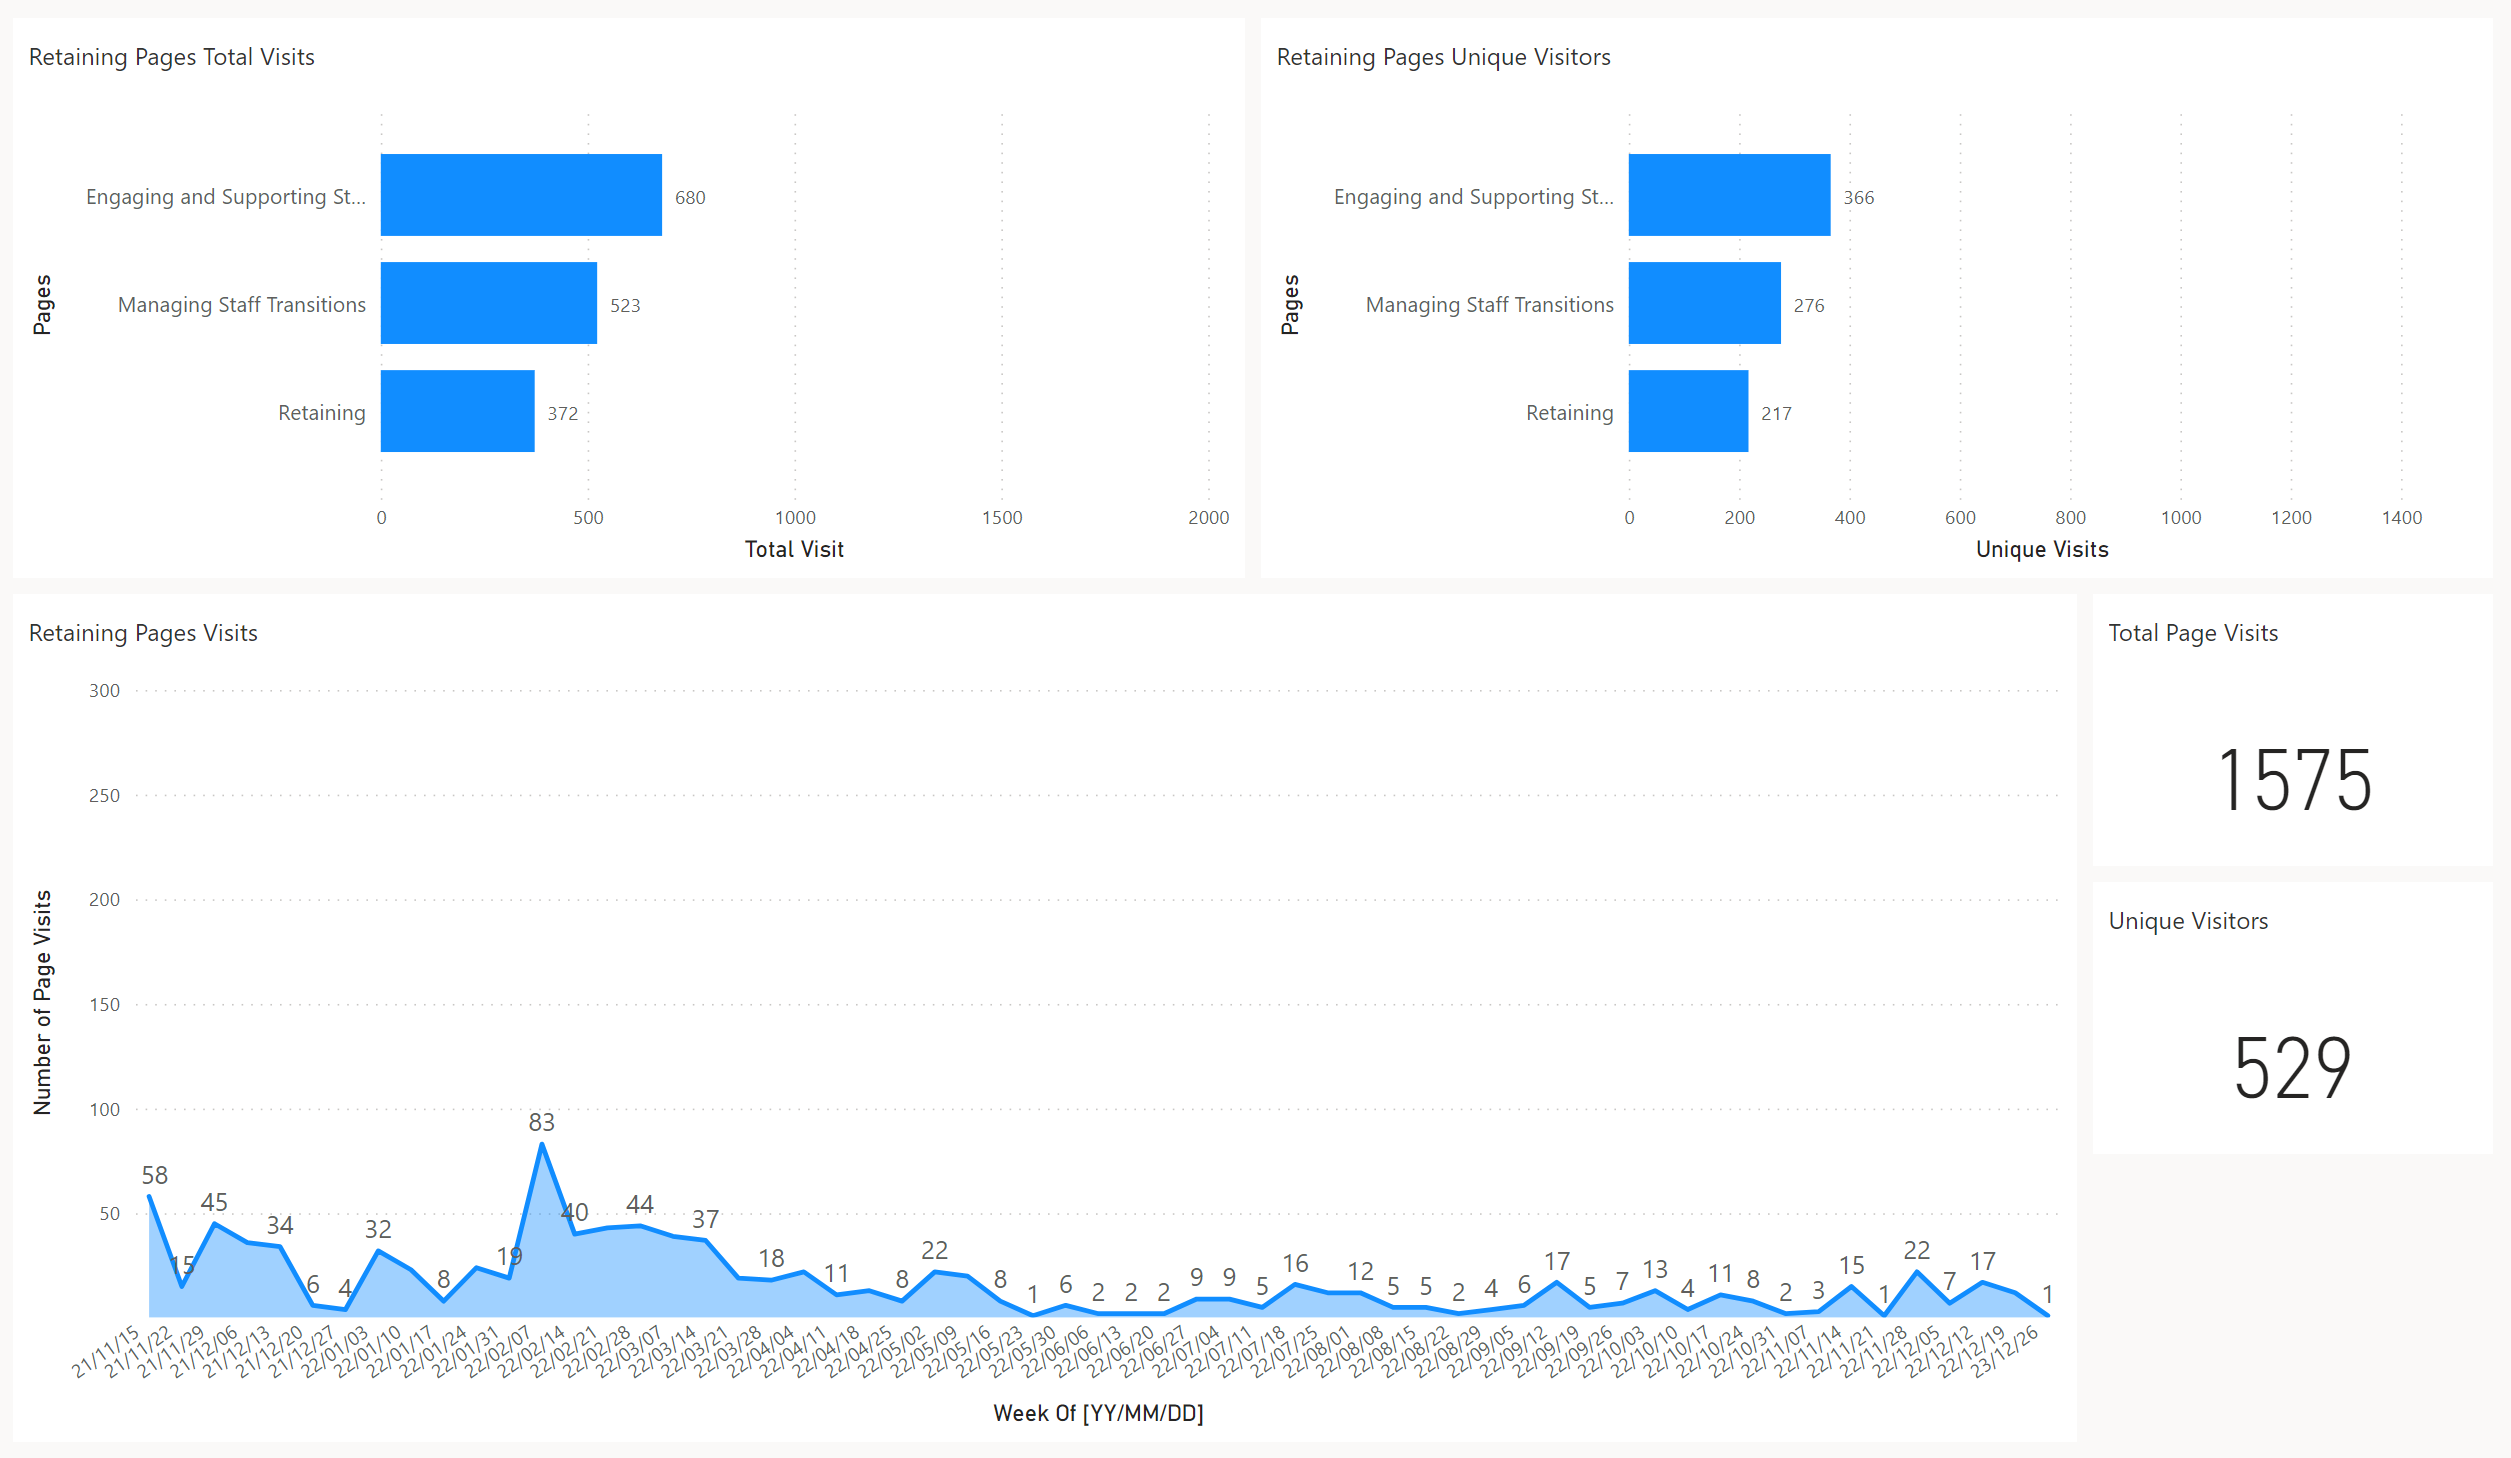 Retaining Pages Total Visits
Pages
Engaging and Supporting St...
680
Managing Staff Transitions
523
Retaining
372
0 500 1000 1500 2000
Total Visit
Retaining Pages Unique Visitors
Pages
Engaging and Supporting St...
366
Managing Staff Transitions
276
Retaining
217
0 200 400 600 800 1000 1200 1400
Unique Visits
Retaining Pages Visits
Number of Page Visits
300
250
200
150
100
50
58 15 45 34 6 4 32 8 19 83 40 44 37 18 11 8 22 8 1 6 2 2 2 9 9 5 16 12 5 5 2 4 6 17 5 7 13 4 11 8 2 3 15 1 22 7 17 1
21/11/15 21/11/22 21/11/29 21/12/06 21/12/13 21/12/20 21/12/27 22/01/03 22/01/10 22/01/17 22/01/24 22/01/31 22/02/07 22/02/14 22/02/21 22/02/28 22/03/07 22/03/14 22/03/21 22/03/28 22/04/04 22/04/11 22/04/18 22/04/25 22/05/02 22/05/09 22/05/16 22/05/23 22/05/30 22/06/06 22/06/13 22/06/20 22/06/27 22/07/04 22/07/11 22/07/18 22/07/25 22/08/01 22/08/08 22/08/15 22/08/22 22/08/29 22/09/05 22/09/12 22/09/19 22/09/26 22/10/03 22/10/10 22/10/17 22/10/24 22/10/31 22/11/07 22/11/14 22/11/21 22/11/28 22/12/05 22/12/12 22/12/19 23/12/26
Week Of [YY/MM/DD]
Total Page Visits
1575
Unique Visitors
529